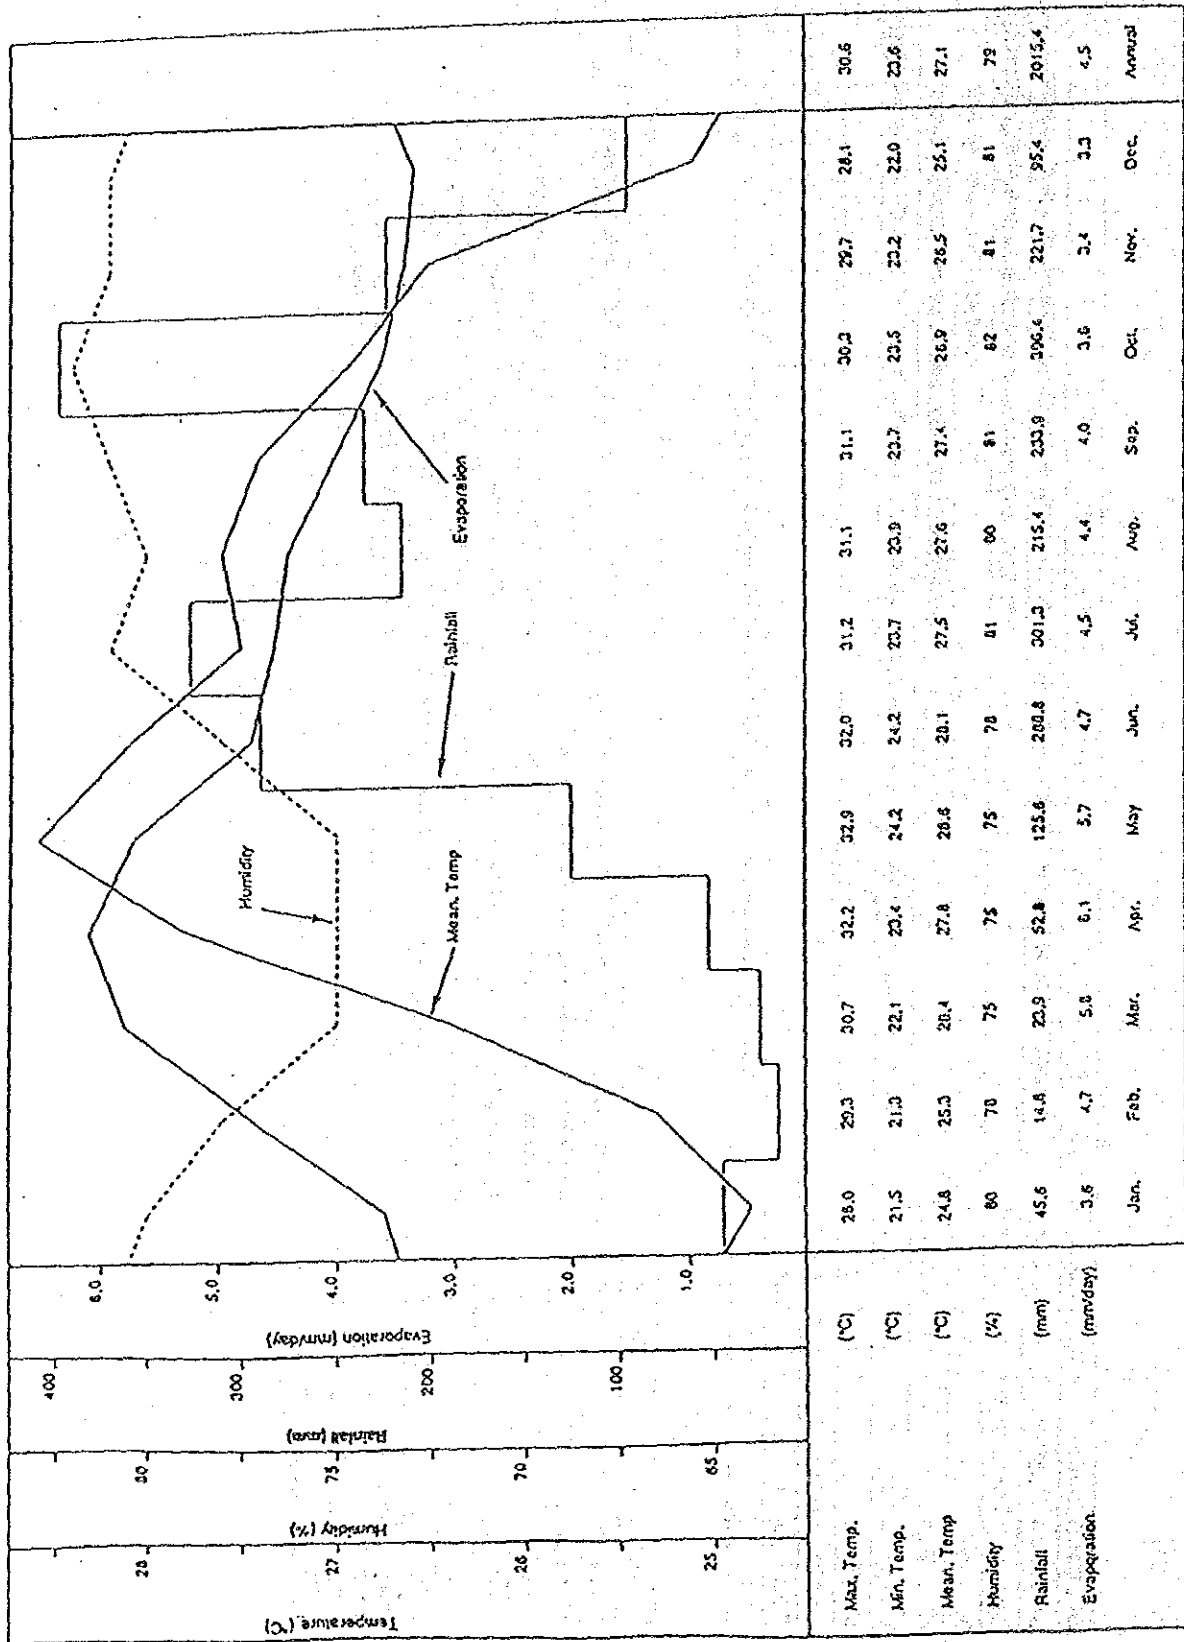 Temperature (°C)
28
27
26
25
Humidity (%)
80
75
70
65
Rainfall (mm)
400
300
200
100
Evaporation (mm/day)
6.0
5.0
4.0
3.0
2.0
1.0
Humidity
Mean. Temp
Rainfall
Evaporation
Max. Temp. (°C) 28.0 29.3 30.7 32.2 32.9 32.0 31.2 31.1 31.1 30.3 29.7 28.1 30.6
Min. Temp. (°C) 21.5 21.3 22.1 23.4 24.2 24.2 23.7 23.9 23.7 23.5 23.2 22.0 23.6
Mean. Temp (°C) 24.8 25.3 26.4 27.8 28.6 28.1 27.5 27.6 27.4 26.9 26.5 25.1 27.1
Humidity (%) 80 78 75 75 75 78 81 80 81 82 81 81 79
Rainfall (mm) 45.6 14.8 23.9 52.8 125.6 288.8 301.3 215.4 233.9 396.4 221.7 95.4 2015.4
Evaporation (mm/day) 3.6 4.7 5.8 6.1 5.7 4.7 4.5 4.4 4.0 3.8 3.4 3.3 4.5
Jan. Feb. Mar. Apr. May Jun. Jul. Aug. Sep. Oct. Nov. Dec. Annual